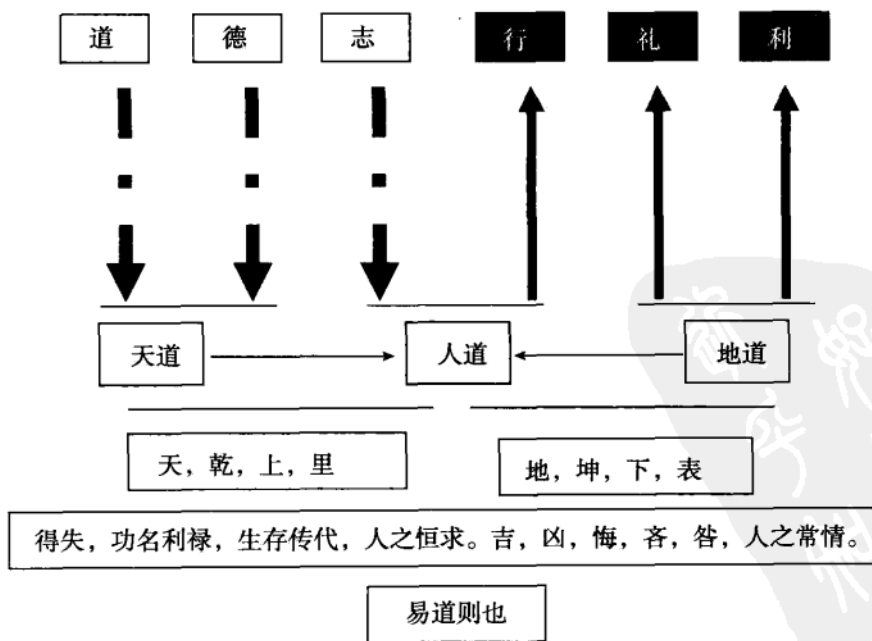 道 德 志 行 礼 利
天道 人道 地道
天，乾，上，里 地，坤，下，表
得失，功名利禄，生存传代，人之恒求。吉，凶，悔，吝，咎，人之常情。
易道则也